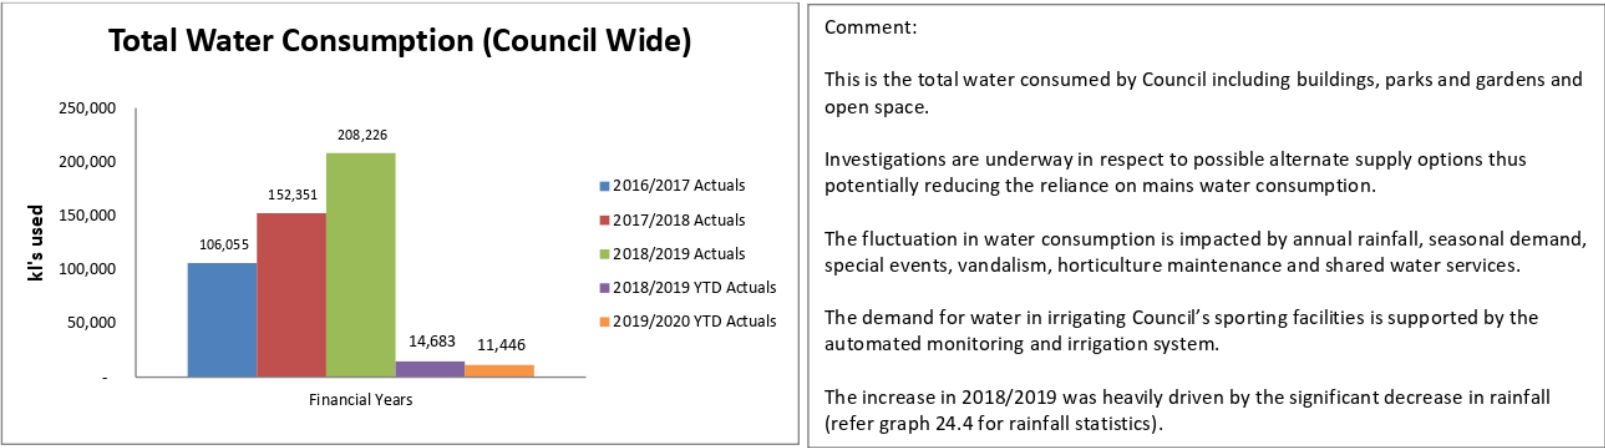 Total Water Consumption (Council Wide)
250,000
200,000
150,000
100,000
50,000
-
kl's used
106,055
152,351
208,226
14,683
11,446
Financial Years
2016/2017 Actuals
2017/2018 Actuals
2018/2019 Actuals
2018/2019 YTD Actuals
2019/2020 YTD Actuals
Comment:
This is the total water consumed by Council including buildings, parks and gardens and
open space.
Investigations are underway in respect to possible alternate supply options thus
potentially reducing the reliance on mains water consumption.
The fluctuation in water consumption is impacted by annual rainfall, seasonal demand,
special events, vandalism, horticulture maintenance and shared water services.
The demand for water in irrigating Council’s sporting facilities is supported by the
automated monitoring and irrigation system.
The increase in 2018/2019 was heavily driven by the significant decrease in rainfall
(refer graph 24.4 for rainfall statistics).